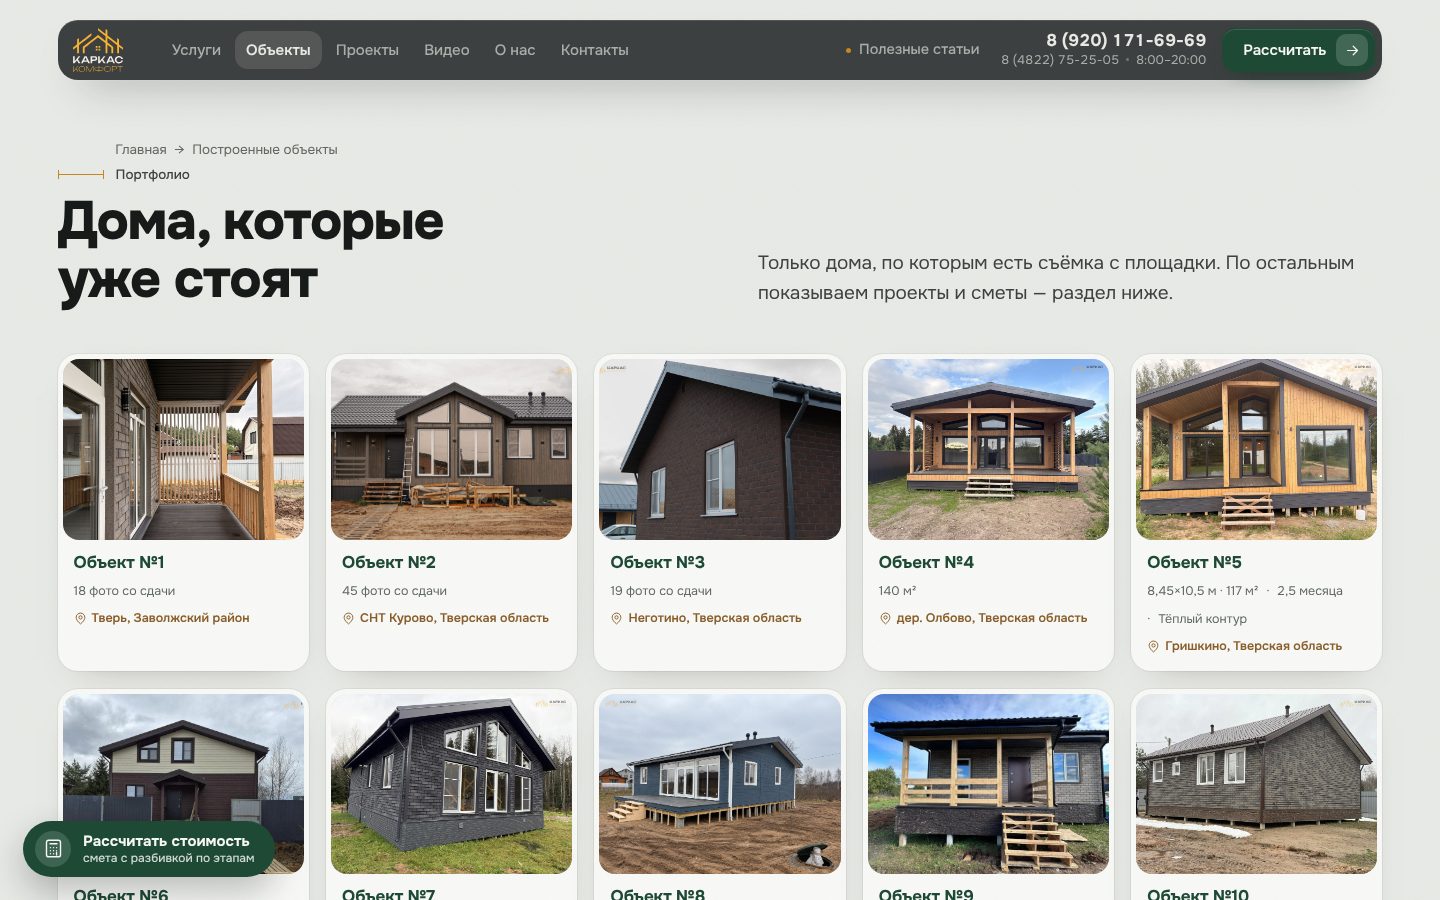 КАРКАС
КОМФОРТ
Услуги
Объекты
Проекты
Видео
О нас
Контакты
Полезные статьи
8 (920) 171-69-69
8 (4822) 75-25-05 • 8:00–20:00
Рассчитать →
Главная → Построенные объекты
Портфолио
Дома, которые
уже стоят
Только дома, по которым есть съёмка с площадки. По остальным
показываем проекты и сметы — раздел ниже.
Объект №1
18 фото со сдачи
Тверь, Заволжский район
Объект №2
45 фото со сдачи
СНТ Курово, Тверская область
КАРКАС
Объект №3
19 фото со сдачи
Неготино, Тверская область
КАРКАС
Объект №4
140 м²
дер. Олбово, Тверская область
КАРКАС
Объект №5
8,45×10,5 м · 117 м² · 2,5 месяца
· Тёплый контур
Гришкино, Тверская область
Объект №6
КАРКАС
Объект №7
КАРКАС
Объект №8
Объект №9
КАРКАС
Объект №10
Рассчитать стоимость
смета с разбивкой по этапам